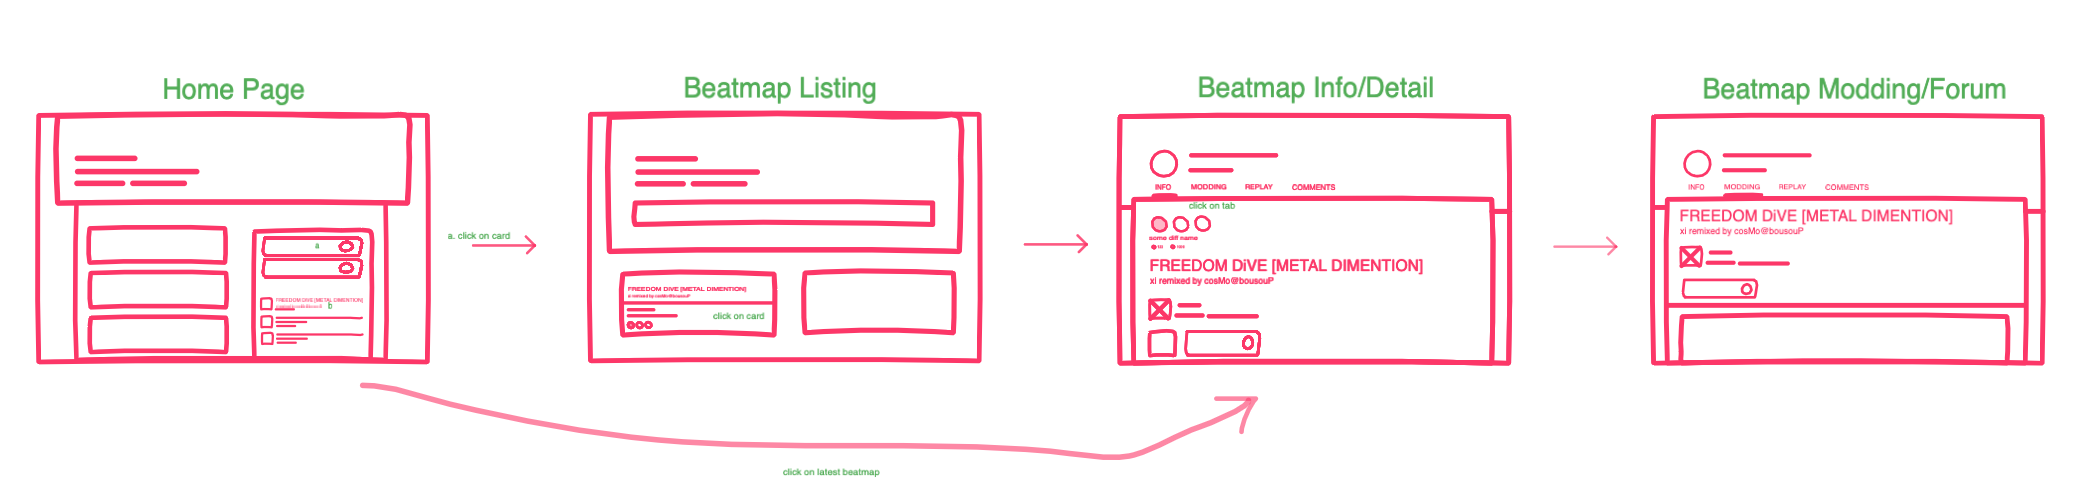 Home Page
a
FREEDOM DiVE [METAL DIMENTION]
b
a. click on card
Beatmap Listing
FREEDOM DiVE [METAL DIMENTION]
xi remixed by cosMo@bousouP
click on card
Beatmap Info/Detail
INFO MODDING REPLAY COMMENTS
click on tab
some diff name
FREEDOM DiVE [METAL DIMENTION]
xi remixed by cosMo@bousouP
Beatmap Modding/Forum
INFO MODDING REPLAY COMMENTS
FREEDOM DiVE [METAL DIMENTION]
xi remixed by cosMo@bousouP
click on latest beatmap